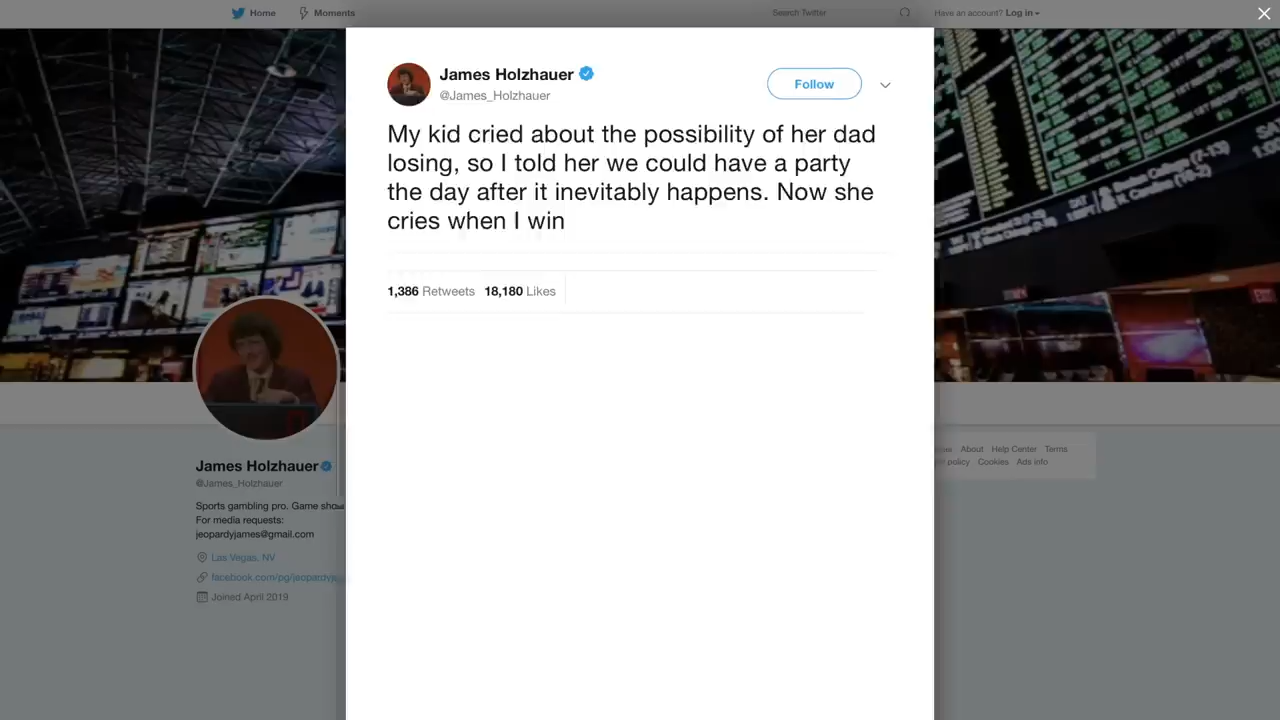 Home Moments Search Twitter Have an account? Log in
James Holzhauer
@James_Holzhauer
Follow
My kid cried about the possibility of her dad
losing, so I told her we could have a party
the day after it inevitably happens. Now she
cries when I win
1,386 Retweets 18,180 Likes
James Holzhauer
@James_Holzhauer
Sports gambling pro. Game show
For media requests:
jeopardyjames@gmail.com
Las Vegas, NV
facebook.com/pg/jeopardyja
Joined April 2019
About Help Center Terms
policy Cookies Ads info
EXIT